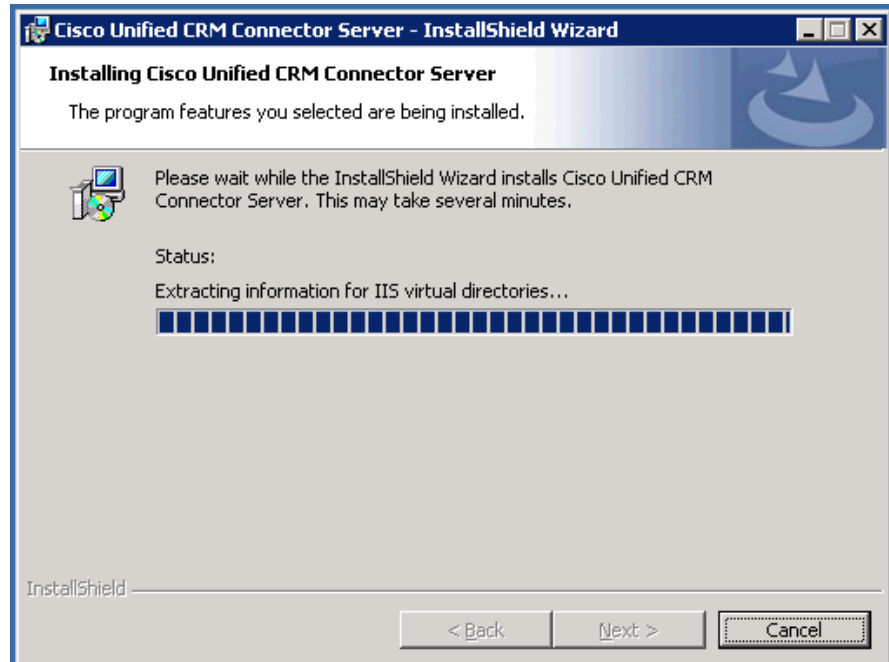 Cisco Unified CRM Connector Server - InstallShield Wizard
Installing Cisco Unified CRM Connector Server
The program features you selected are being installed.
Please wait while the InstallShield Wizard installs Cisco Unified CRM
Connector Server. This may take several minutes.
Status:
Extracting information for IIS virtual directories...
InstallShield
< Back
Next >
Cancel